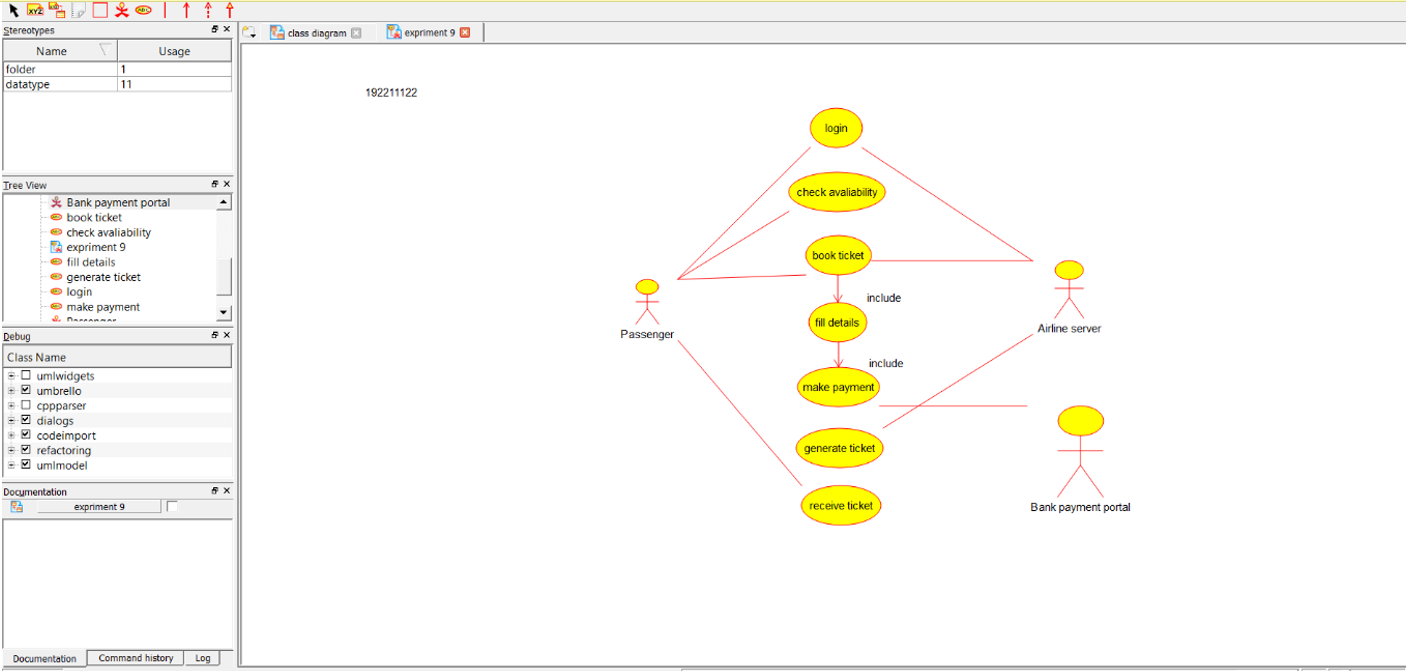 XYZ
Stereotypes
Name Usage
folder 1
datatype 11
Tree View
Bank payment portal
book ticket
check avaliability
expriment 9
fill details
generate ticket
login
make payment
Passenger
Debug
Class Name
umlwidgets
umbrello
cppparser
dialogs
codeimport
refactoring
umlmodel
Documentation
expriment 9
Documentation Command history Log
class diagram expriment 9
192211122
login
check avaliability
book ticket
include
fill details
Passenger
Airline server
include
make payment
generate ticket
receive ticket
Bank payment portal